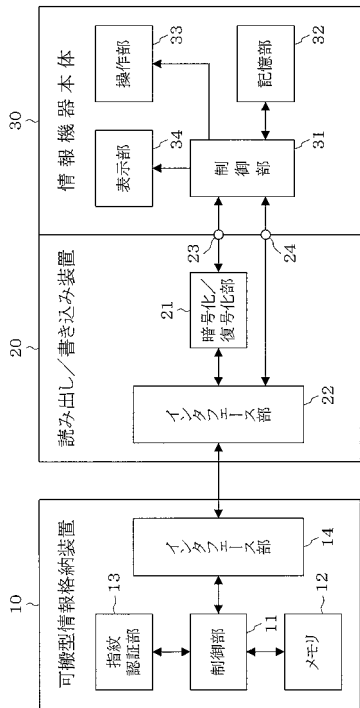 10
可搬型情報格納装置
13
指紋
認証部
制御部
11
メモリ
12
インタフェース部
14
20
読み出し／書き込み装置
インタフェース部
22
21
暗号化／
復号化部
23
24
30
情報機器本体
34
表示部
33
操作部
制御部
31
記憶部
32